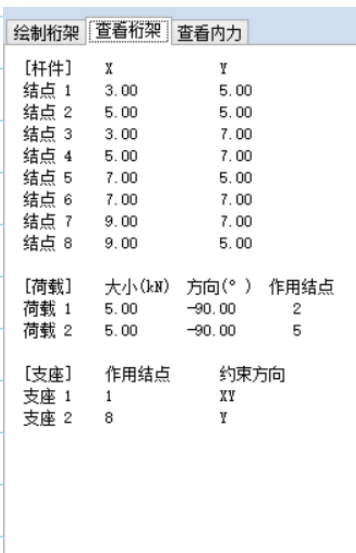 绘制桁架 查看桁架 查看内力
[杆件] X Y
结点 1 3.00 5.00
结点 2 5.00 5.00
结点 3 3.00 7.00
结点 4 5.00 7.00
结点 5 7.00 5.00
结点 6 7.00 7.00
结点 7 9.00 7.00
结点 8 9.00 5.00
[荷载] 大小(kN) 方向(° ) 作用结点
荷载 1 5.00 -90.00 2
荷载 2 5.00 -90.00 5
[支座] 作用结点 约束方向
支座 1 1 XY
支座 2 8 Y